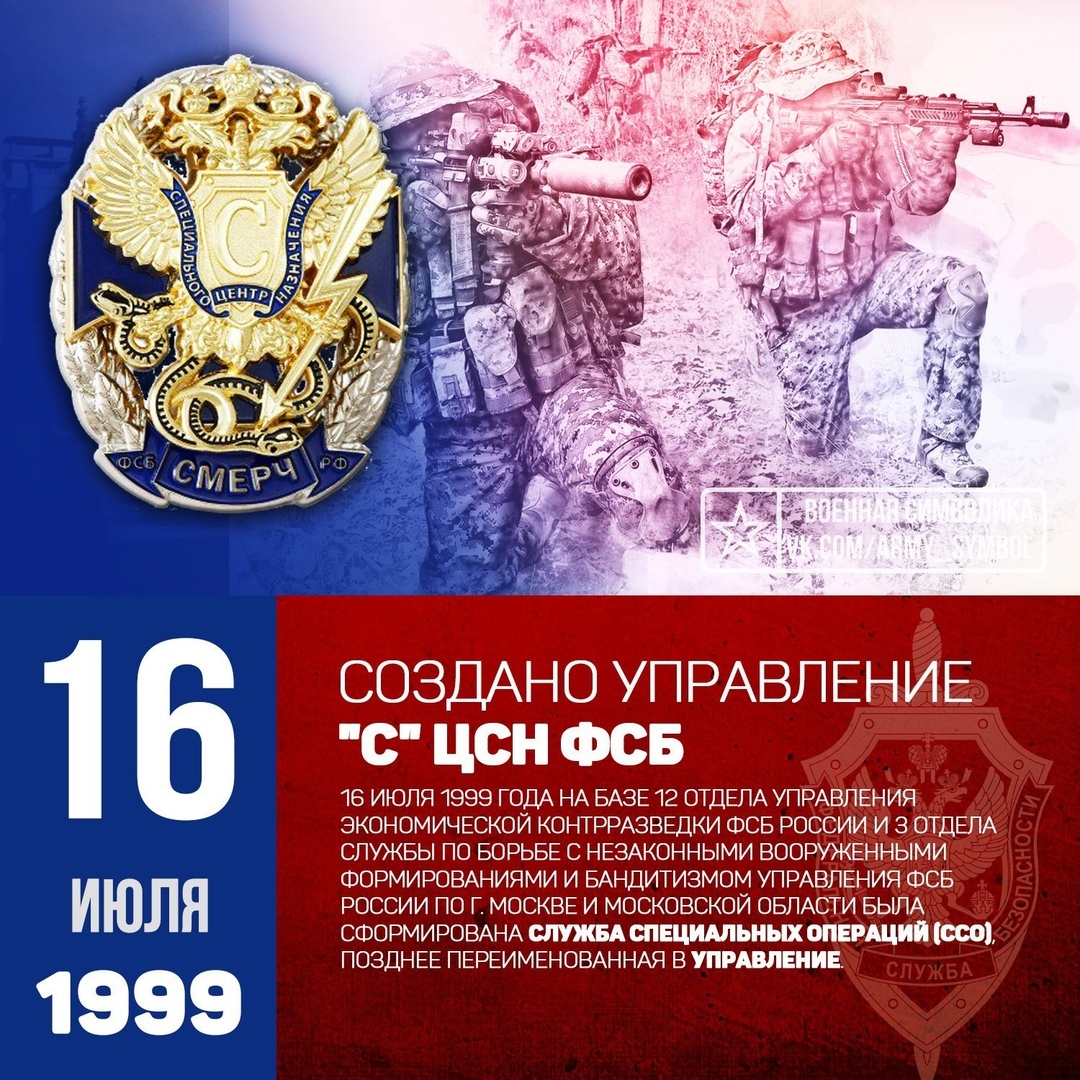 С
СПЕЦИАЛЬНОГО
ЦЕНТР
НАЗНАЧЕНИЯ
ФСБ
СМЕРЧ
РФ
ВОЕННАЯ СИМВОЛИКА
VK.COM/ARMY_SYMBOL
16
ИЮЛЯ
1999
СОЗДАНО УПРАВЛЕНИЕ
"С" ЦСН ФСБ
16 ИЮЛЯ 1999 ГОДА НА БАЗЕ 12 ОТДЕЛА УПРАВЛЕНИЯ
ЭКОНОМИЧЕСКОЙ КОНТРРАЗВЕДКИ ФСБ РОССИИ И 3 ОТДЕЛА
СЛУЖБЫ ПО БОРЬБЕ С НЕЗАКОННЫМИ ВООРУЖЕННЫМИ
ФОРМИРОВАНИЯМИ И БАНДИТИЗМОМ УПРАВЛЕНИЯ ФСБ
РОССИИ ПО Г. МОСКВЕ И МОСКОВСКОЙ ОБЛАСТИ БЫЛА
СФОРМИРОВАНА СЛУЖБА СПЕЦИАЛЬНЫХ ОПЕРАЦИЙ (ССО),
ПОЗДНЕЕ ПЕРЕИМЕНОВАННАЯ В УПРАВЛЕНИЕ.
БЕЗОПАСНОСТИ
СЛУЖБА